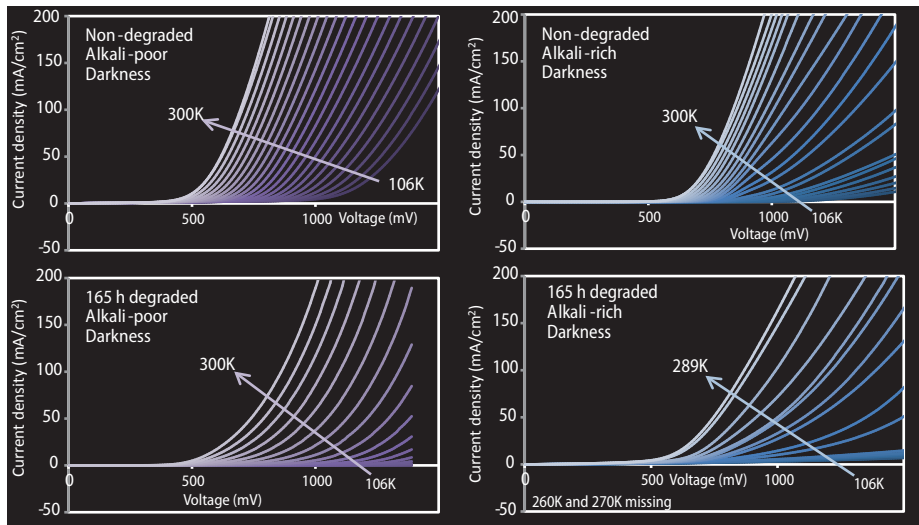 Current density (mA/cm²)
200
150
100
50
0
-50
Non-degraded
Alkali-poor
Darkness
300K
106K
0
500
1000
Voltage (mV)
Current density (mA/cm²)
200
150
100
50
0
-50
Non-degraded
Alkali-rich
Darkness
300K
106K
0
500
1000
Voltage (mV)
Current density (mA/cm²)
200
150
100
50
0
-50
165 h degraded
Alkali-poor
Darkness
300K
106K
0
500
1000
Voltage (mV)
Current density (mA/cm²)
200
150
100
50
0
-50
165 h degraded
Alkali-rich
Darkness
289K
106K
500
Voltage (mV)
1000
260K and 270K missing